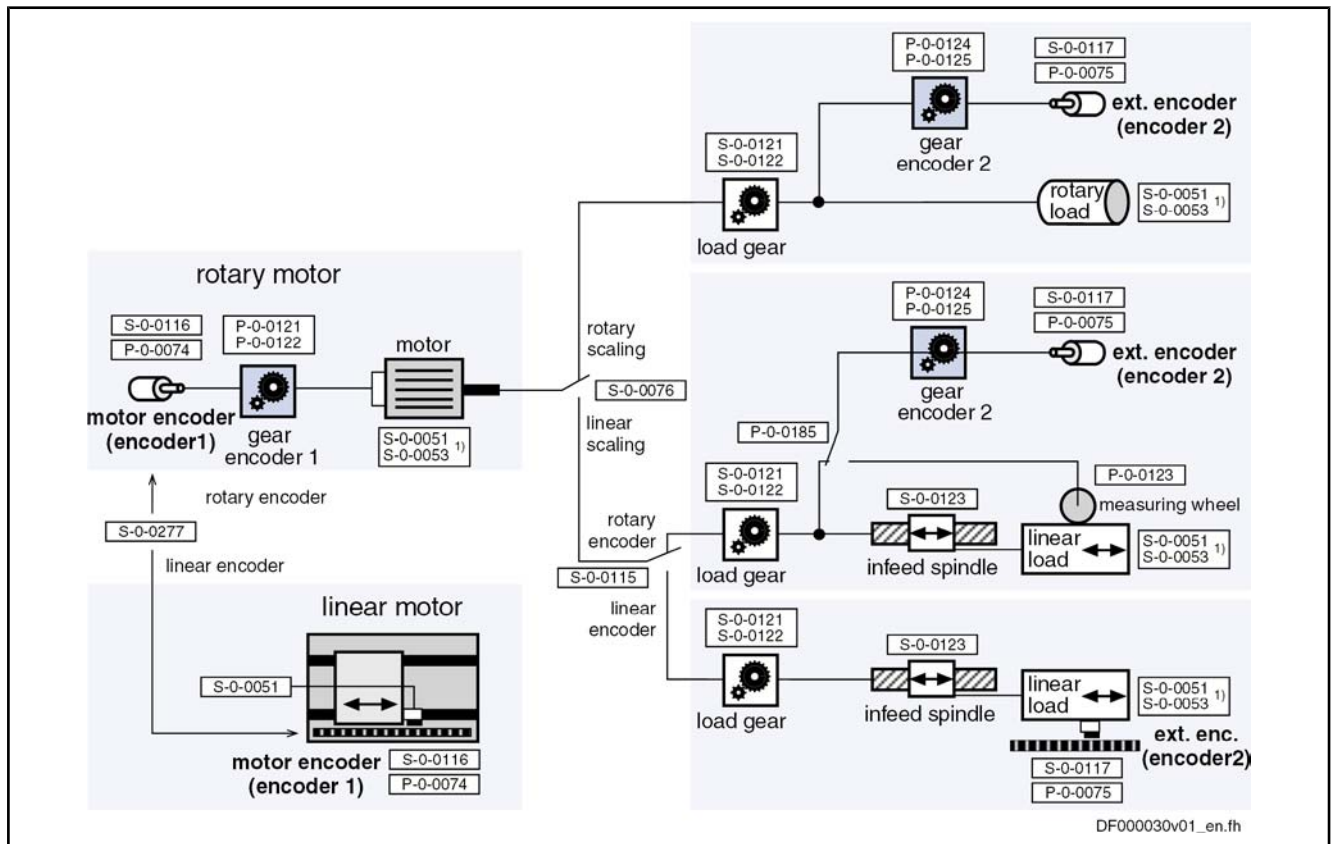 P-0-0124
P-0-0125
S-0-0117
P-0-0075
ext. encoder
(encoder 2)
gear
encoder 2
S-0-0121
S-0-0122
load gear
rotary
load
S-0-0051
S-0-0053 1)
rotary motor
S-0-0116
P-0-0074
P-0-0121
P-0-0122
motor
motor encoder
(encoder1)
gear
encoder 1
S-0-0051
S-0-0053 1)
rotary
scaling
S-0-0076
linear
scaling
P-0-0124
P-0-0125
S-0-0117
P-0-0075
ext. encoder
(encoder 2)
gear
encoder 2
P-0-0185
S-0-0121
S-0-0122
load gear
S-0-0123
infeed spindle
P-0-0123
measuring wheel
linear
load
S-0-0051
S-0-0053 1)
rotary encoder
S-0-0277
linear encoder
rotary
encoder
S-0-0115
linear
encoder
linear motor
S-0-0051
motor encoder
(encoder 1)
S-0-0116
P-0-0074
S-0-0121
S-0-0122
load gear
S-0-0123
infeed spindle
linear
load
S-0-0051
S-0-0053 1)
ext. enc.
(encoder2)
S-0-0117
P-0-0075
DF000030v01_en.fh